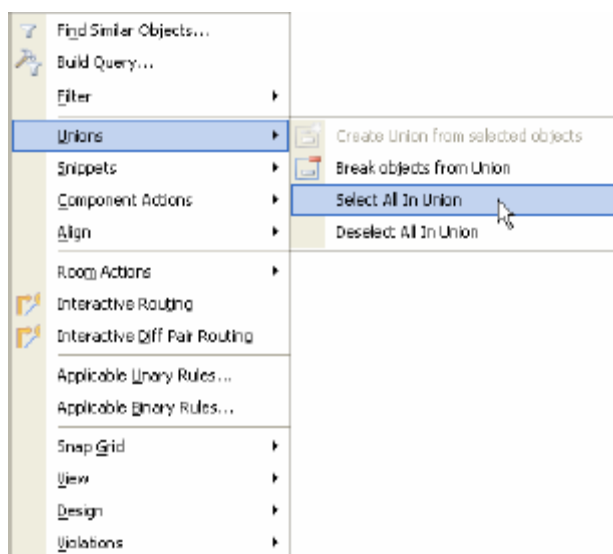 Find Similar Objects...
Build Query...
Filter
Unions
Snippets
Component Actions
Align
Room Actions
Interactive Routing
Interactive Diff Pair Routing
Applicable Unary Rules...
Applicable Binary Rules...
Snap Grid
View
Design
Violations
Create Union from selected objects
Break objects from Union
Select All In Union
Deselect All In Union